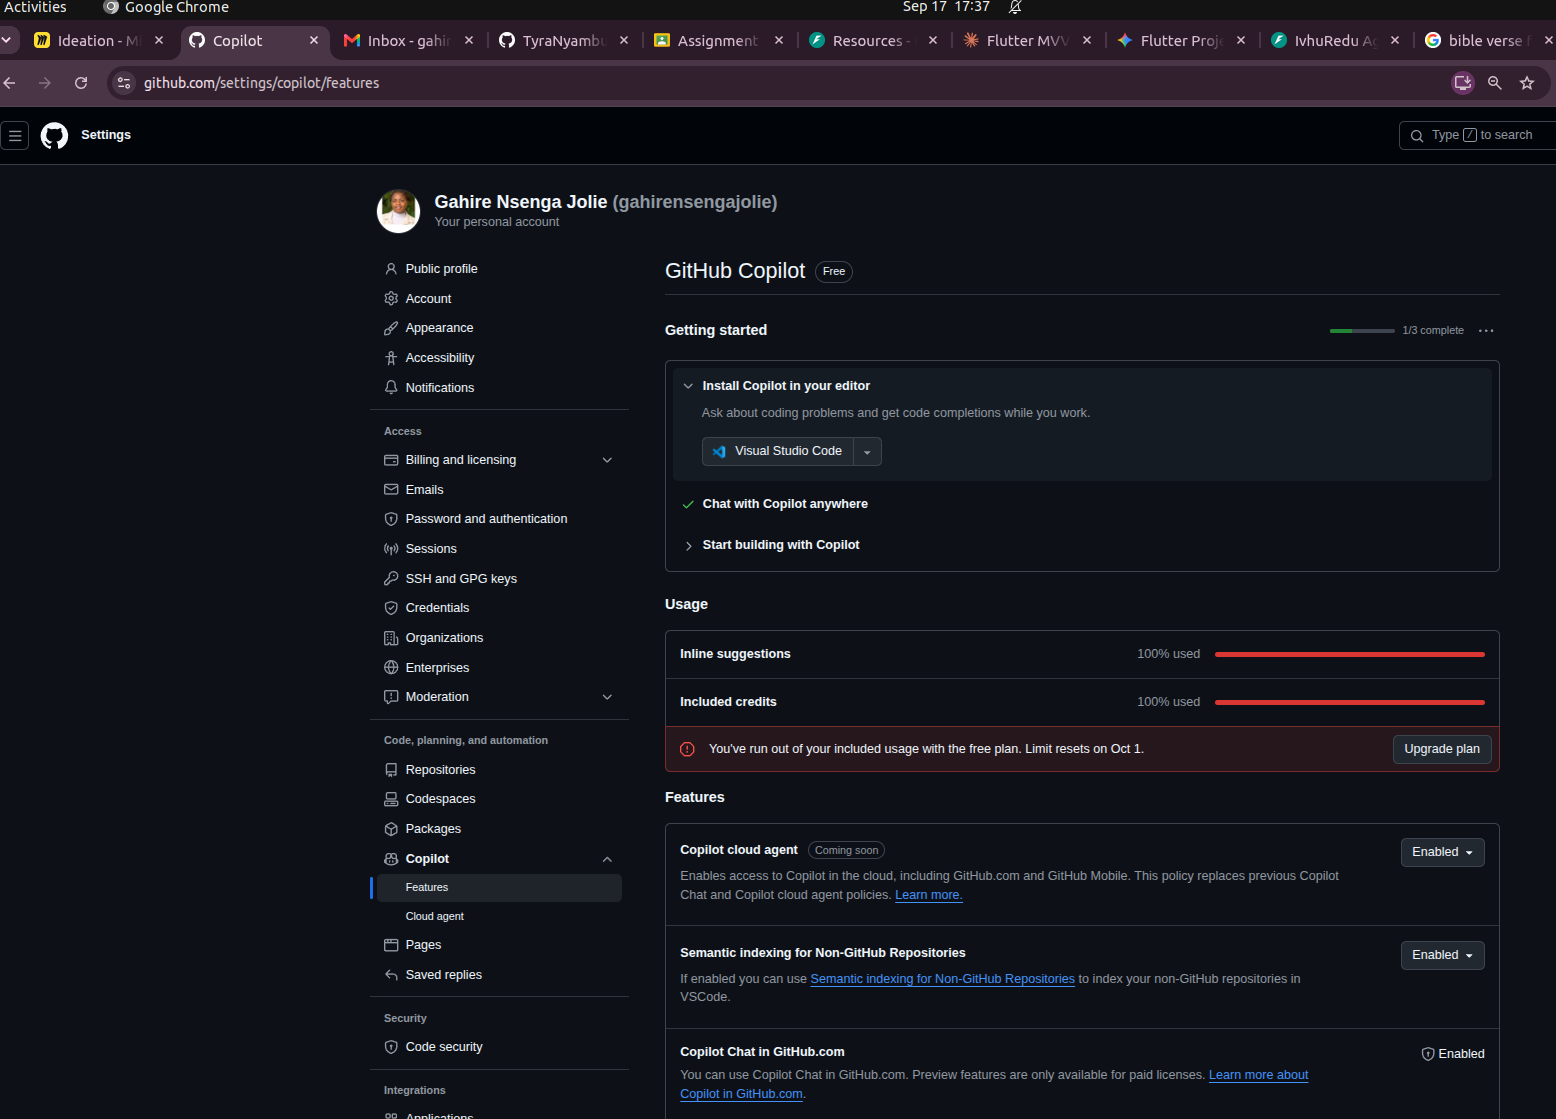 Activities
Google Chrome
Sep 17 17:37
Ideation - M
Copilot
Inbox - gahir
TyraNyambu
Assignment
Resources -
Flutter MVV
Flutter Proje
IvhuRedu Ag
bible verse f
github.com/settings/copilot/features
Settings
Type / to search
Gahire Nsenga Jolie (gahirensengajolie)
Your personal account
Public profile
Account
Appearance
Accessibility
Notifications
Access
Billing and licensing
Emails
Password and authentication
Sessions
SSH and GPG keys
Credentials
Organizations
Enterprises
Moderation
Code, planning, and automation
Repositories
Codespaces
Packages
Copilot
Features
Cloud agent
Pages
Saved replies
Security
Code security
Integrations
Applications
GitHub Copilot Free
Getting started
1/3 complete
Install Copilot in your editor
Ask about coding problems and get code completions while you work.
Visual Studio Code
Chat with Copilot anywhere
Start building with Copilot
Usage
Inline suggestions 100% used
Included credits 100% used
You've run out of your included usage with the free plan. Limit resets on Oct 1.
Upgrade plan
Features
Copilot cloud agent Coming soon
Enabled
Enables access to Copilot in the cloud, including GitHub.com and GitHub Mobile. This policy replaces previous Copilot
Chat and Copilot cloud agent policies. Learn more.
Semantic indexing for Non-GitHub Repositories
Enabled
If enabled you can use Semantic indexing for Non-GitHub Repositories to index your non-GitHub repositories in
VSCode.
Copilot Chat in GitHub.com
Enabled
You can use Copilot Chat in GitHub.com. Preview features are only available for paid licenses. Learn more about
Copilot in GitHub.com.